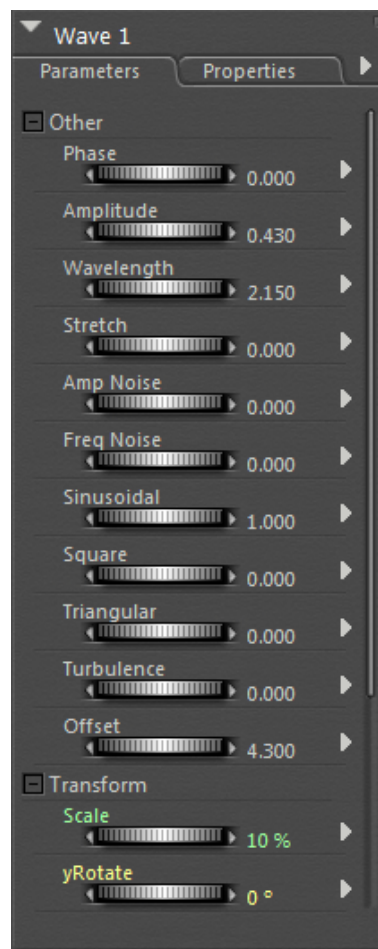 Wave 1
Parameters Properties
Other
Phase
0.000
Amplitude
0.430
Wavelength
2.150
Stretch
0.000
Amp Noise
0.000
Freq Noise
0.000
Sinusoidal
1.000
Square
0.000
Triangular
0.000
Turbulence
0.000
Offset
4.300
Transform
Scale
10 %
yRotate
0 °